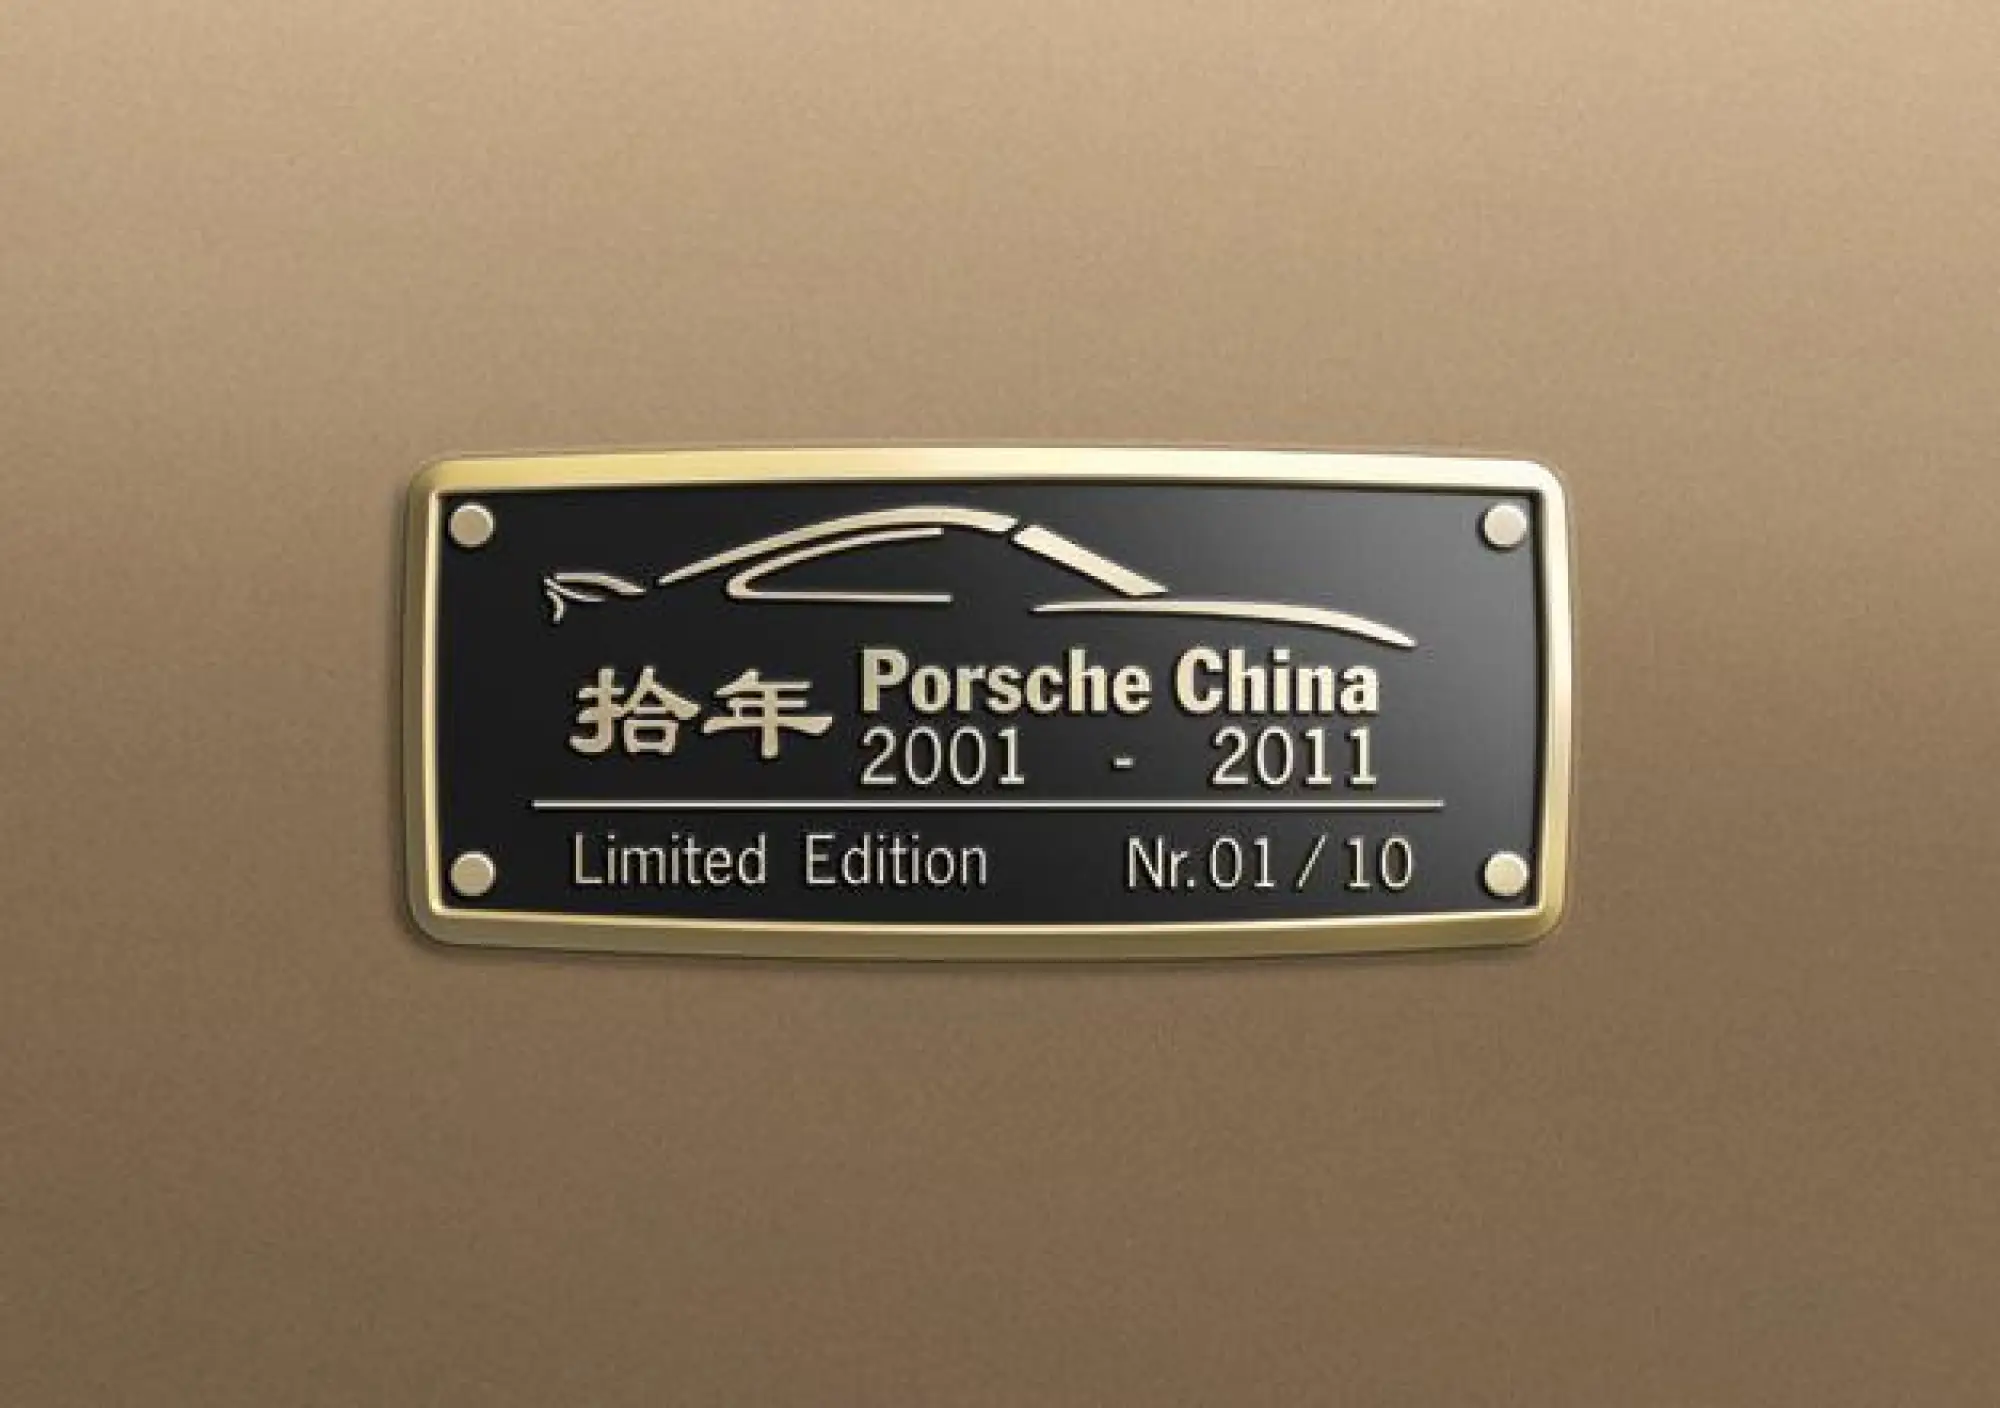 拾年 Porsche China
2001 - 2011
Limited Edition Nr.01/10